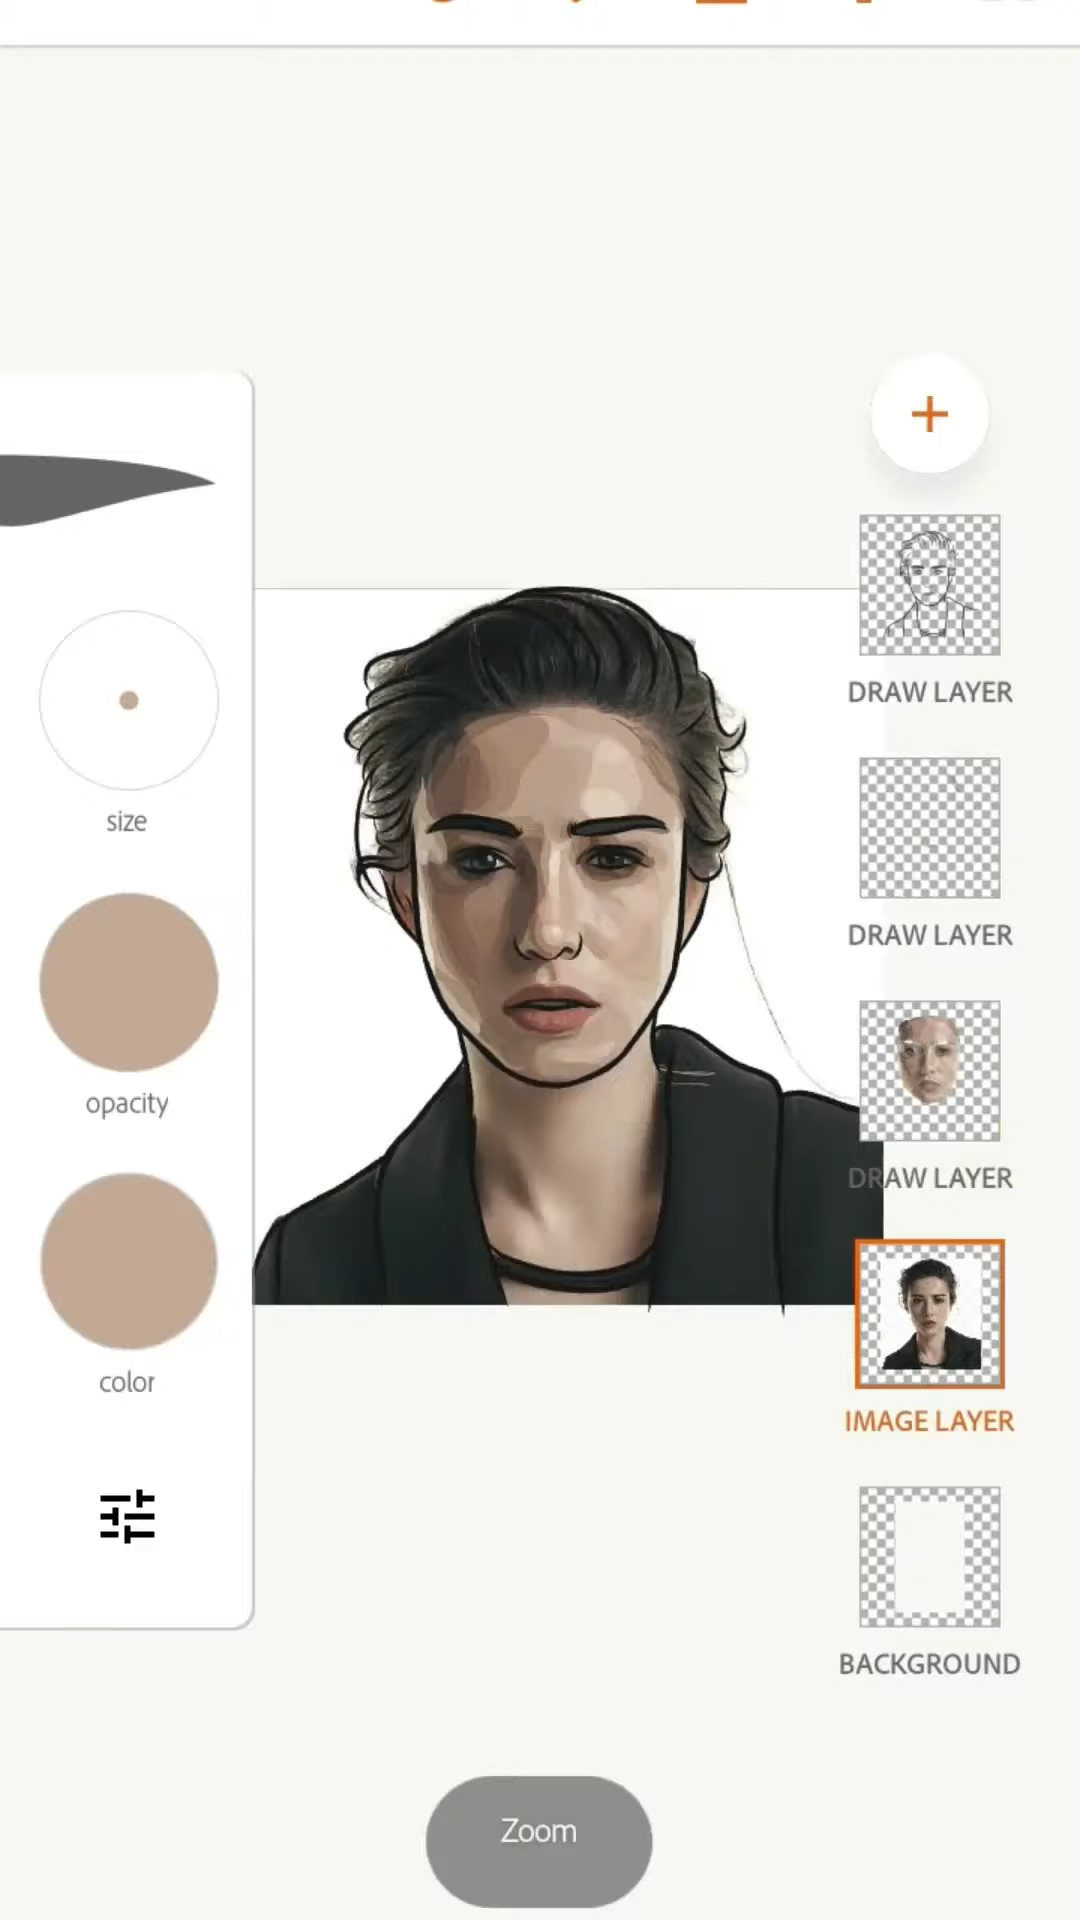 size
opacity
color
DRAW LAYER
DRAW LAYER
DRAW LAYER
IMAGE LAYER
BACKGROUND
Zoom